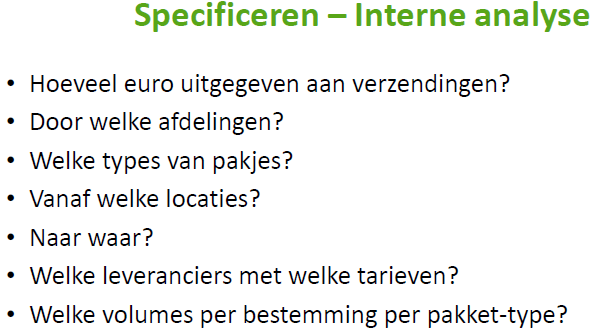 Specificeren – Interne analyse
• Hoeveel euro uitgegeven aan verzendingen?
• Door welke afdelingen?
• Welke types van pakjes?
• Vanaf welke locaties?
• Naar waar?
• Welke leveranciers met welke tarieven?
• Welke volumes per bestemming per pakket-type?